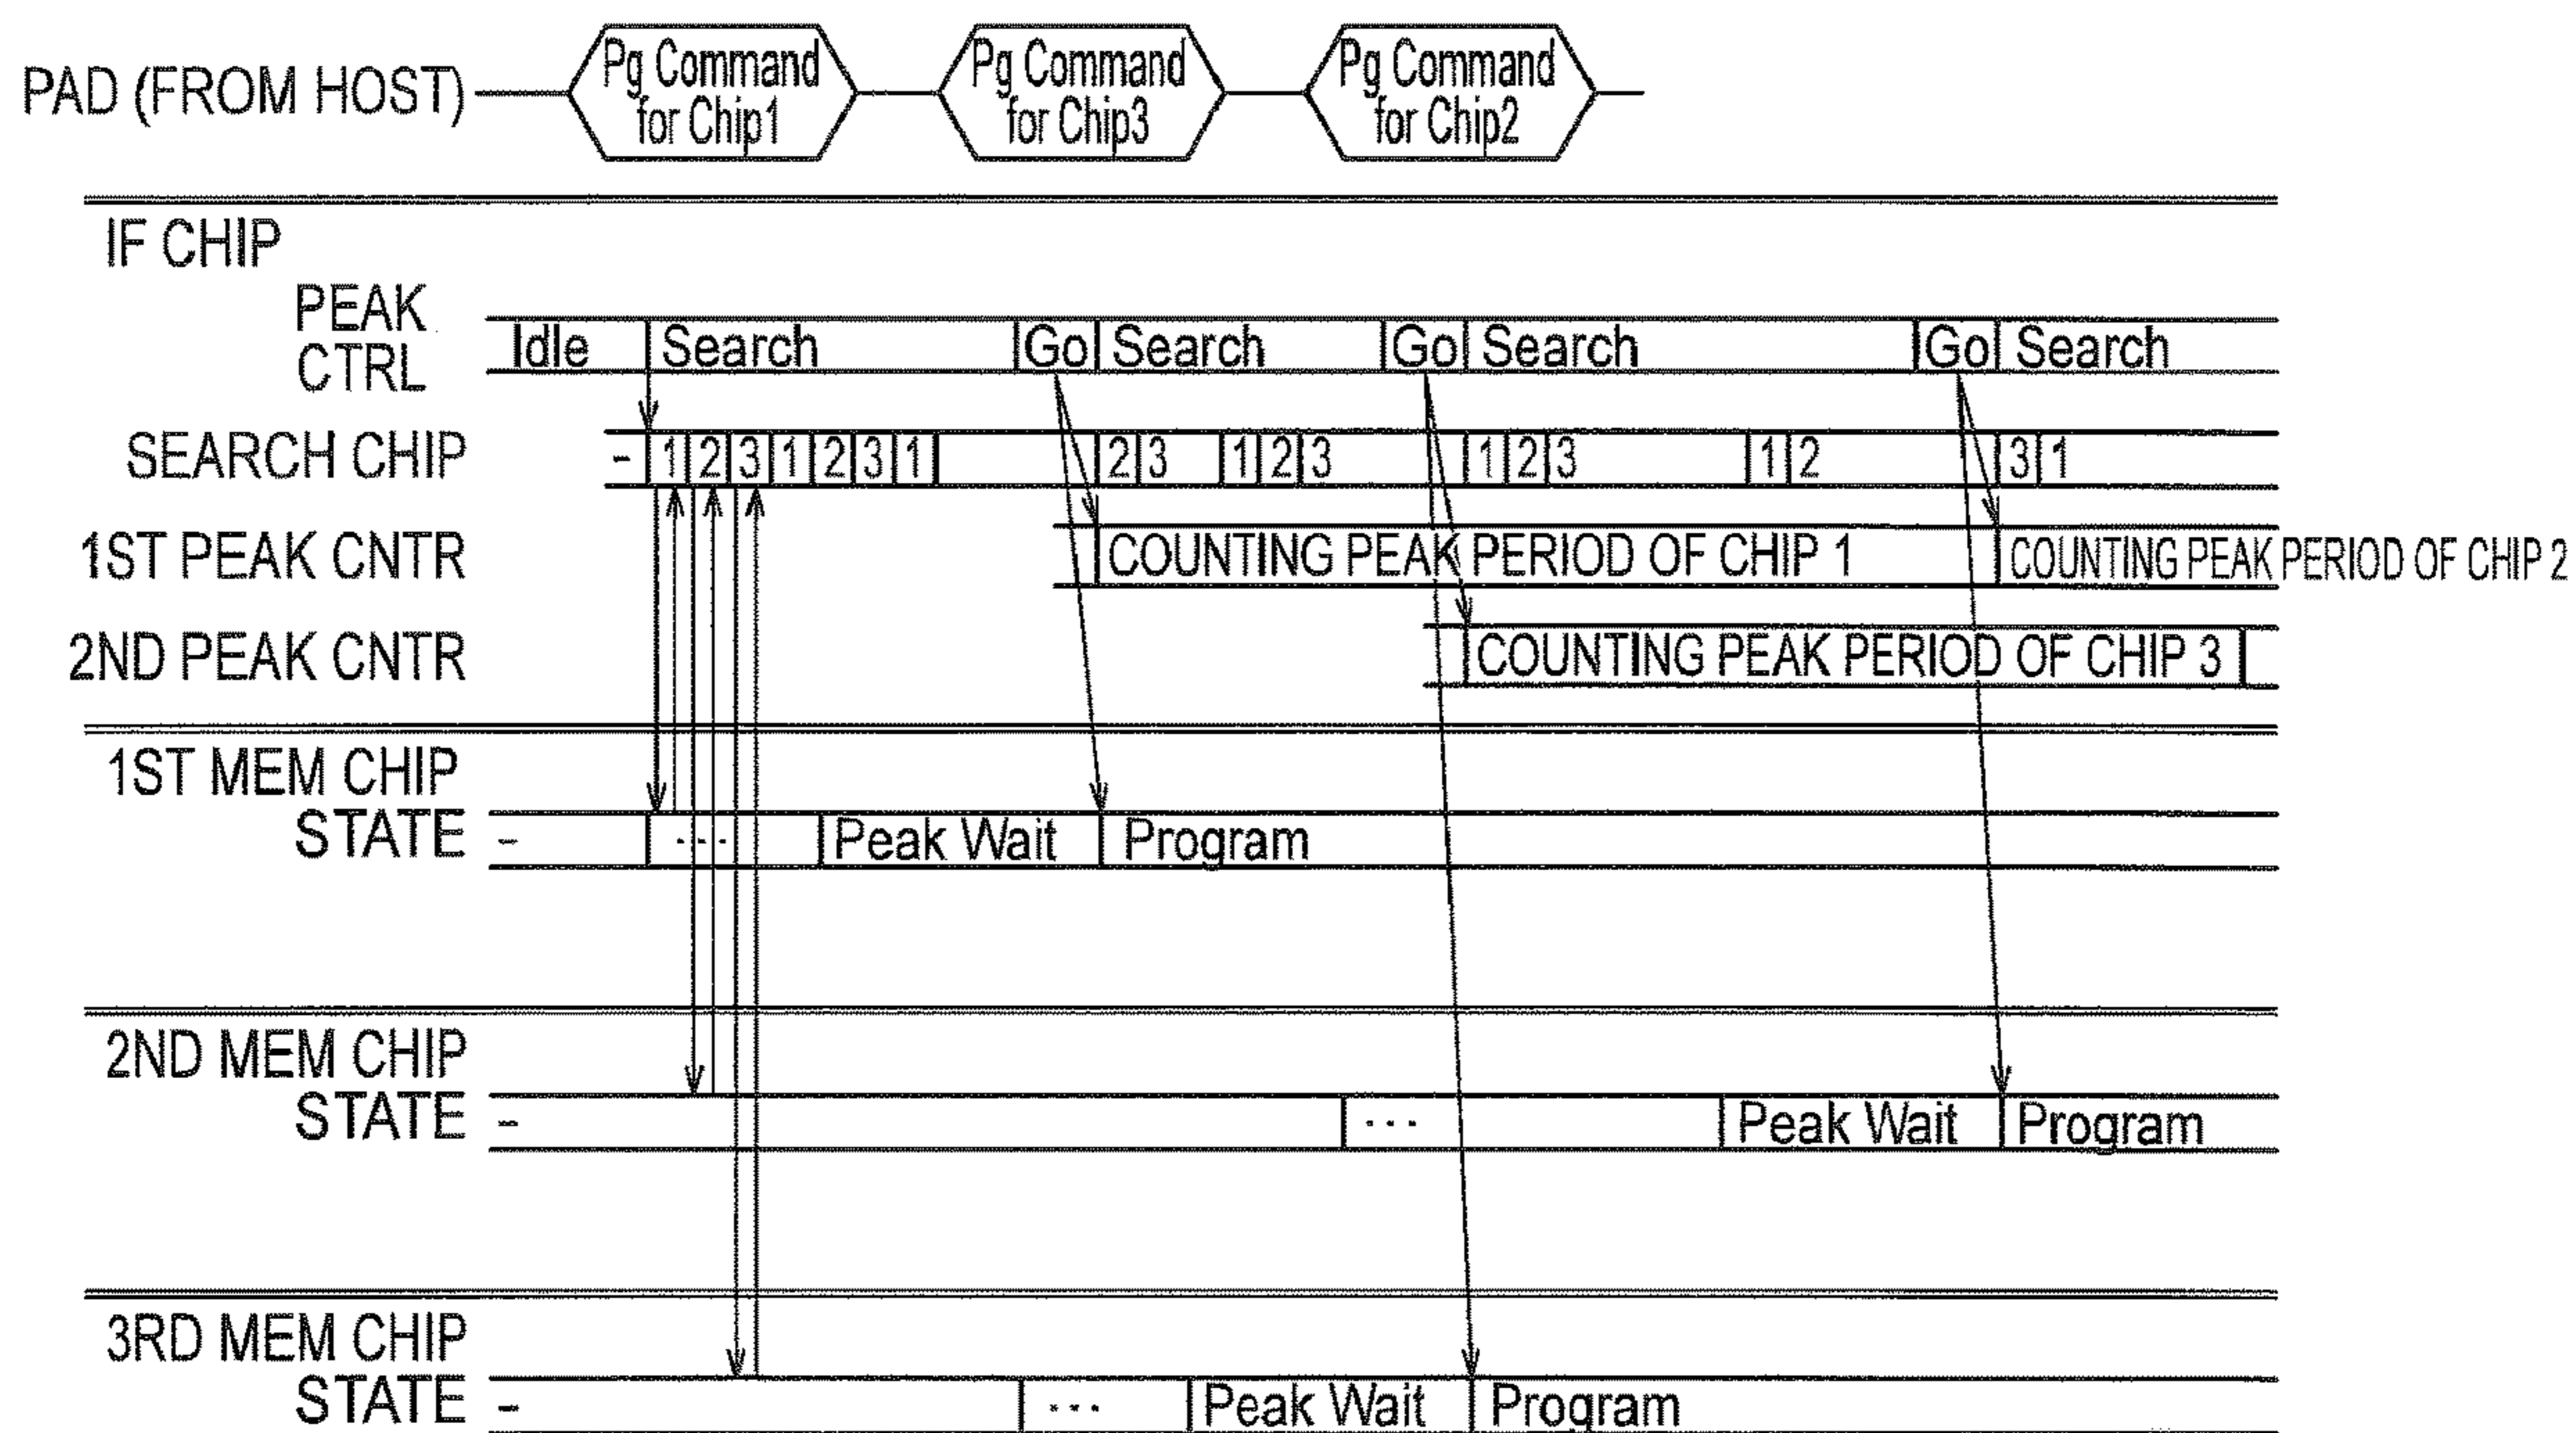 PAD (FROM HOST)
Pg Command
for Chip1
Pg Command
for Chip3
Pg Command
for Chip2
IF CHIP
PEAK
CTRL
Idle Search Go Search Go Search Go Search
SEARCH CHIP
- 1 2 3 1 2 3 1 2 3 1 2 3 1 2 3 1 2 3 1
1ST PEAK CNTR
COUNTING PEAK PERIOD OF CHIP 1
COUNTING PEAK PERIOD OF CHIP 2
2ND PEAK CNTR
COUNTING PEAK PERIOD OF CHIP 3
1ST MEM CHIP
STATE
- ... Peak Wait Program
2ND MEM CHIP
STATE
- ... Peak Wait Program
3RD MEM CHIP
STATE
- ... Peak Wait Program